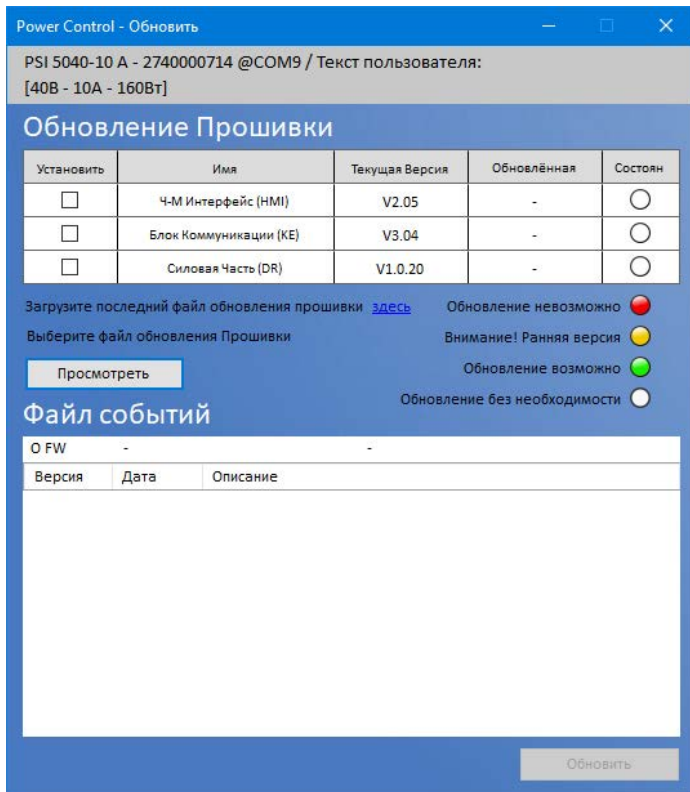 Power Control - Обновить
PSI 5040-10 A - 2740000714 @COM9 / Текст пользователя:
[40В - 10А - 160Вт]
Обновление Прошивки
Установить Имя Текущая Версия Обновлённая Состоян
Ч-М Интерфейс (HMI) V2.05 -
Блок Коммуникации (KE) V3.04 -
Силовая Часть (DR) V1.0.20 -
Загрузите последний файл обновления прошивки здесь Обновление невозможно
Выберите файл обновления Прошивки Внимание! Ранняя версия
Просмотреть Обновление возможно
Обновление без необходимости
Файл событий
О FW - -
Версия Дата Описание
Обновить